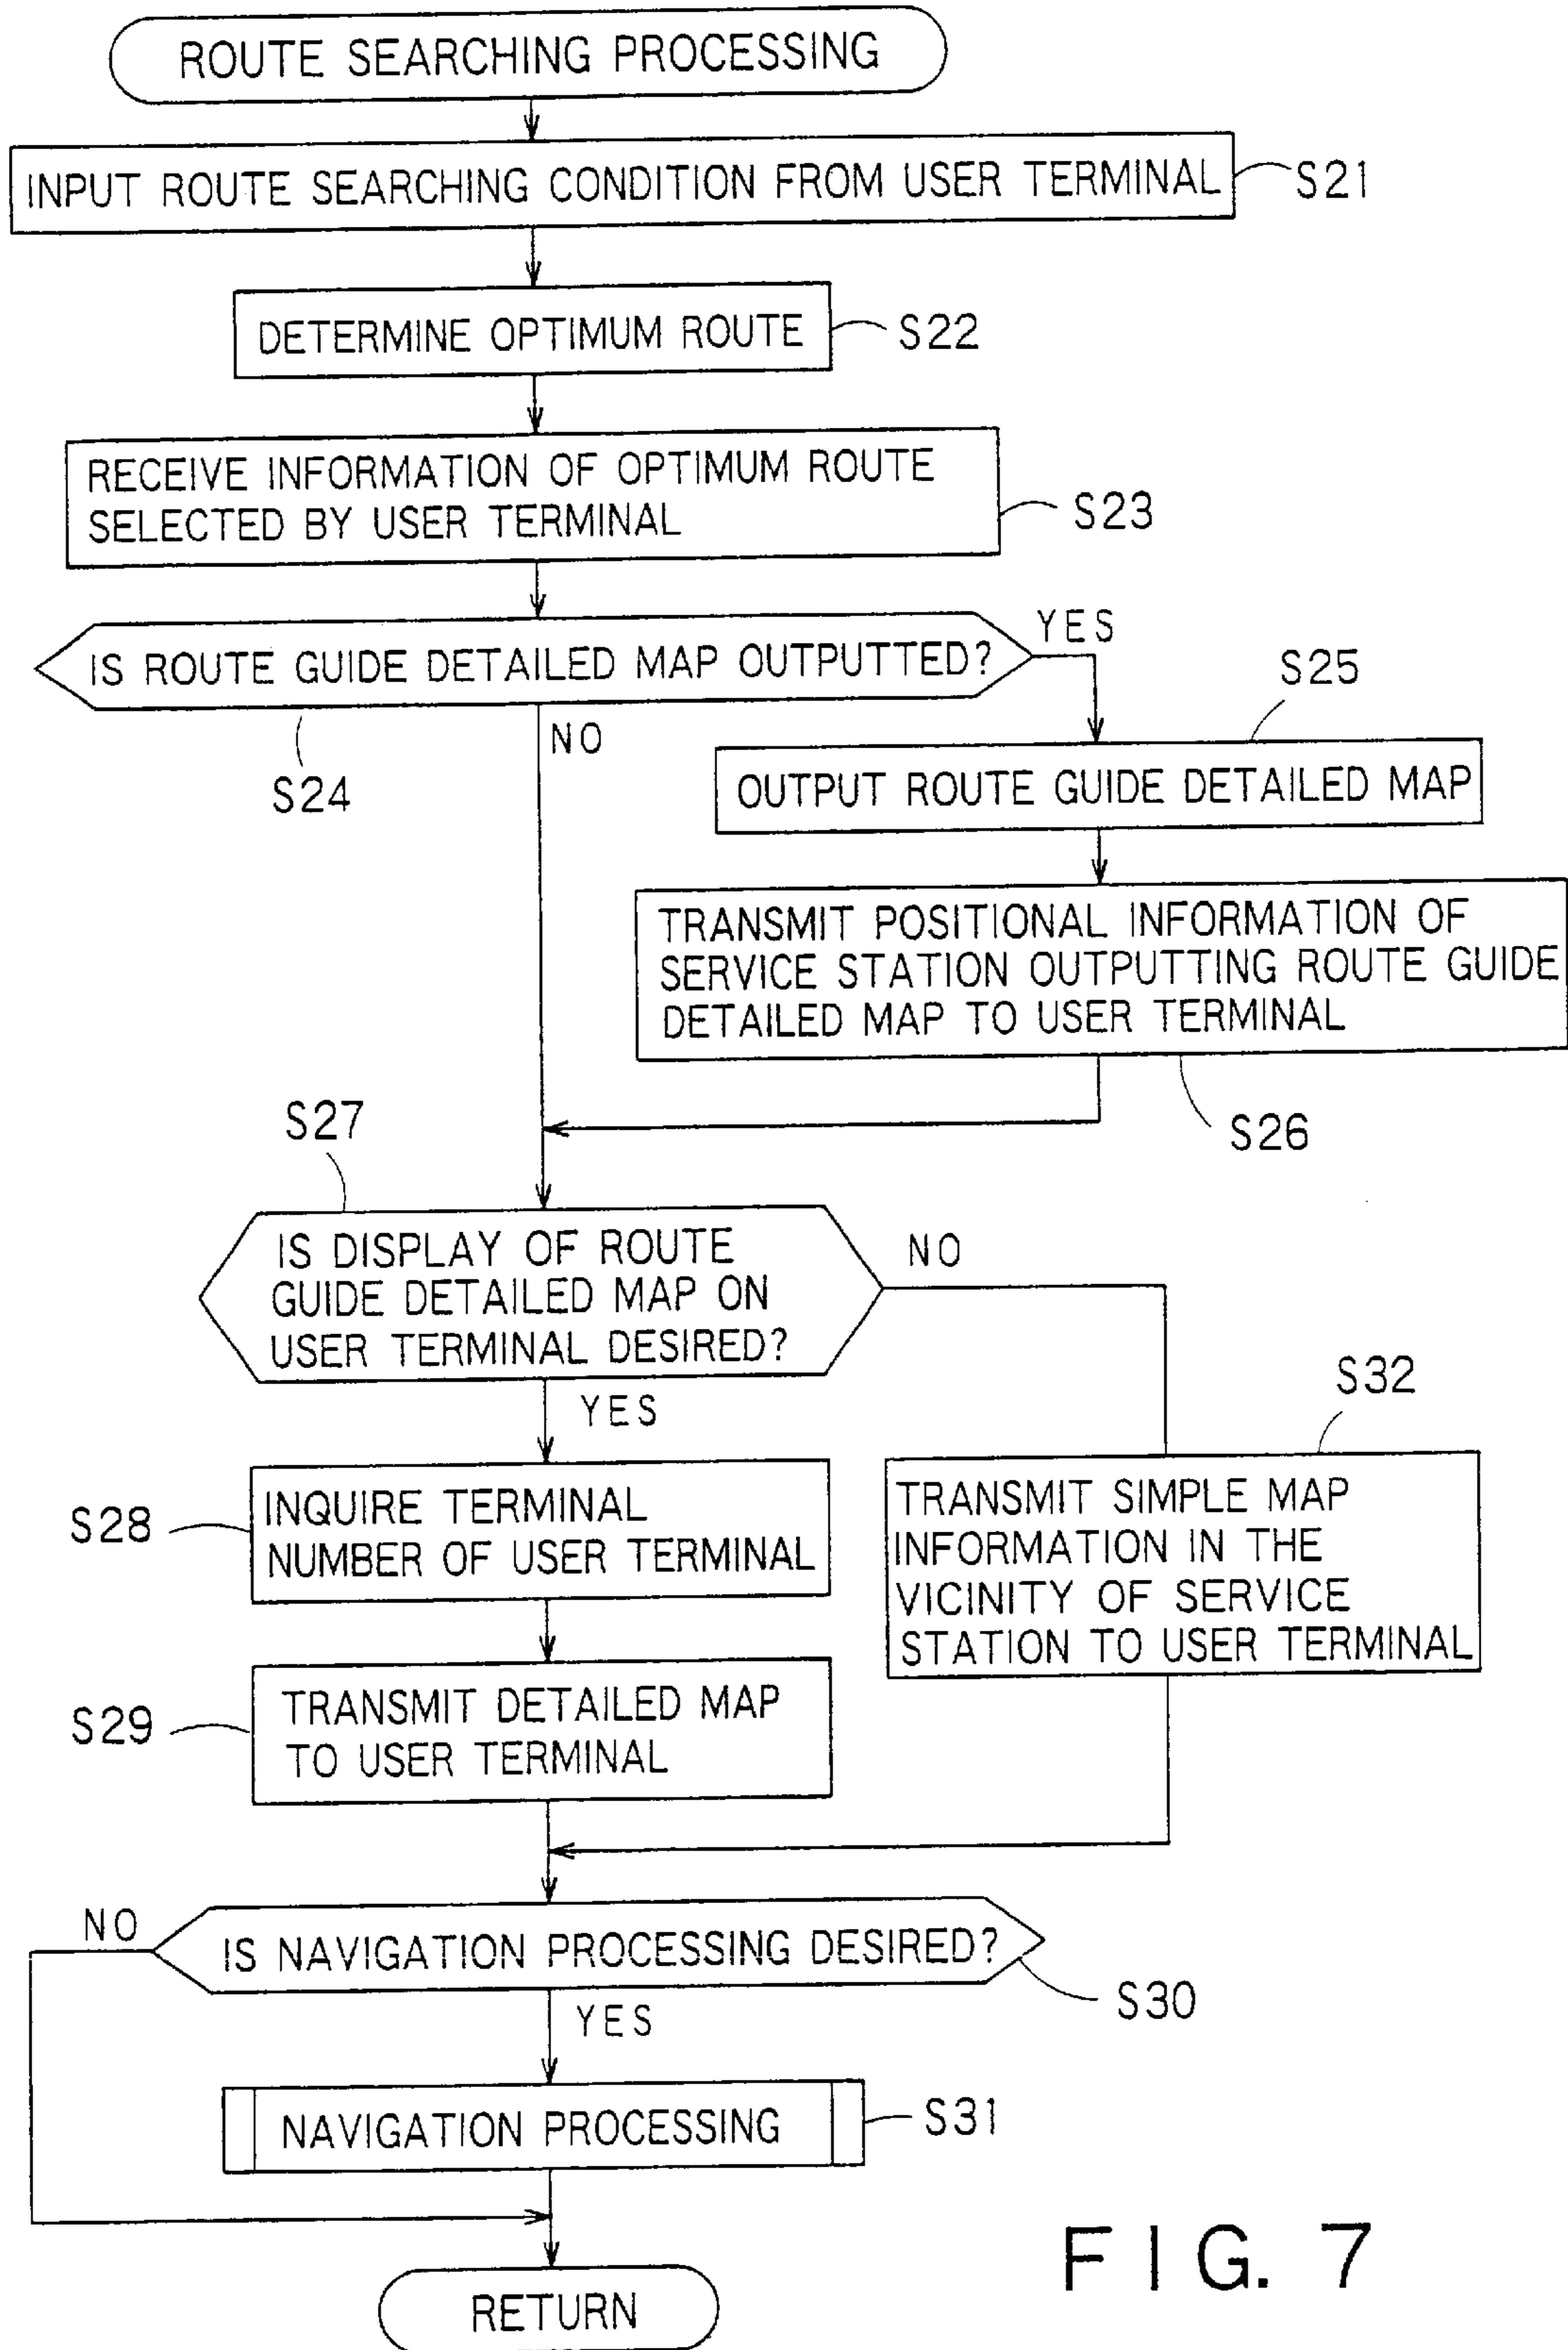 ROUTE SEARCHING PROCESSING
INPUT ROUTE SEARCHING CONDITION FROM USER TERMINAL
S21
DETERMINE OPTIMUM ROUTE
S22
RECEIVE INFORMATION OF OPTIMUM ROUTE
SELECTED BY USER TERMINAL
S23
IS ROUTE GUIDE DETAILED MAP OUTPUTTED?
YES
S24
NO
S25
OUTPUT ROUTE GUIDE DETAILED MAP
TRANSMIT POSITIONAL INFORMATION OF
SERVICE STATION OUTPUTTING ROUTE GUIDE
DETAILED MAP TO USER TERMINAL
S26
S27
IS DISPLAY OF ROUTE
GUIDE DETAILED MAP ON
USER TERMINAL DESIRED?
NO
YES
S28
INQUIRE TERMINAL
NUMBER OF USER TERMINAL
S32
TRANSMIT SIMPLE MAP
INFORMATION IN THE
VICINITY OF SERVICE
STATION TO USER TERMINAL
S29
TRANSMIT DETAILED MAP
TO USER TERMINAL
NO
IS NAVIGATION PROCESSING DESIRED?
S30
YES
NAVIGATION PROCESSING
S31
RETURN
FIG. 7